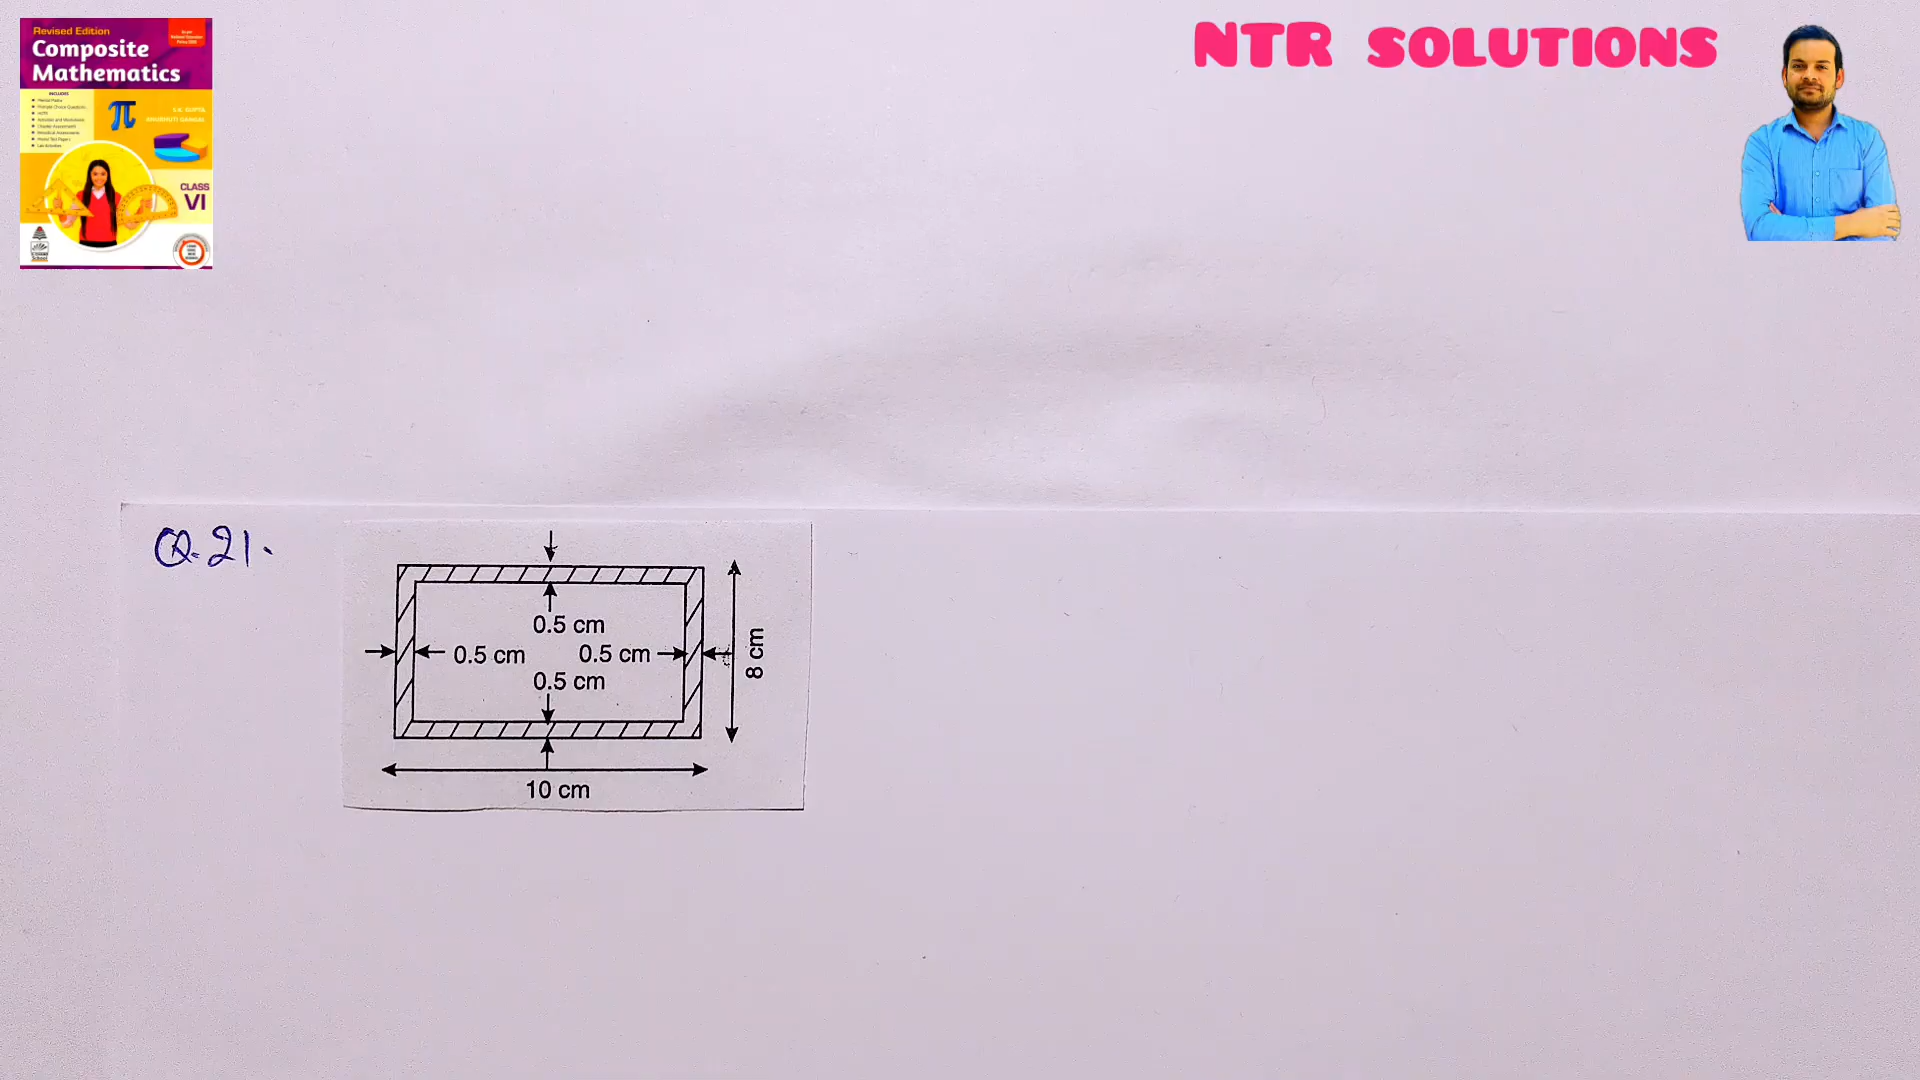 Revised Edition
Composite
Mathematics
INCLUDES
CLASS
VI
NTR SOLUTIONS
Q.21.
0.5 cm
0.5 cm 0.5 cm
0.5 cm
8 cm
10 cm